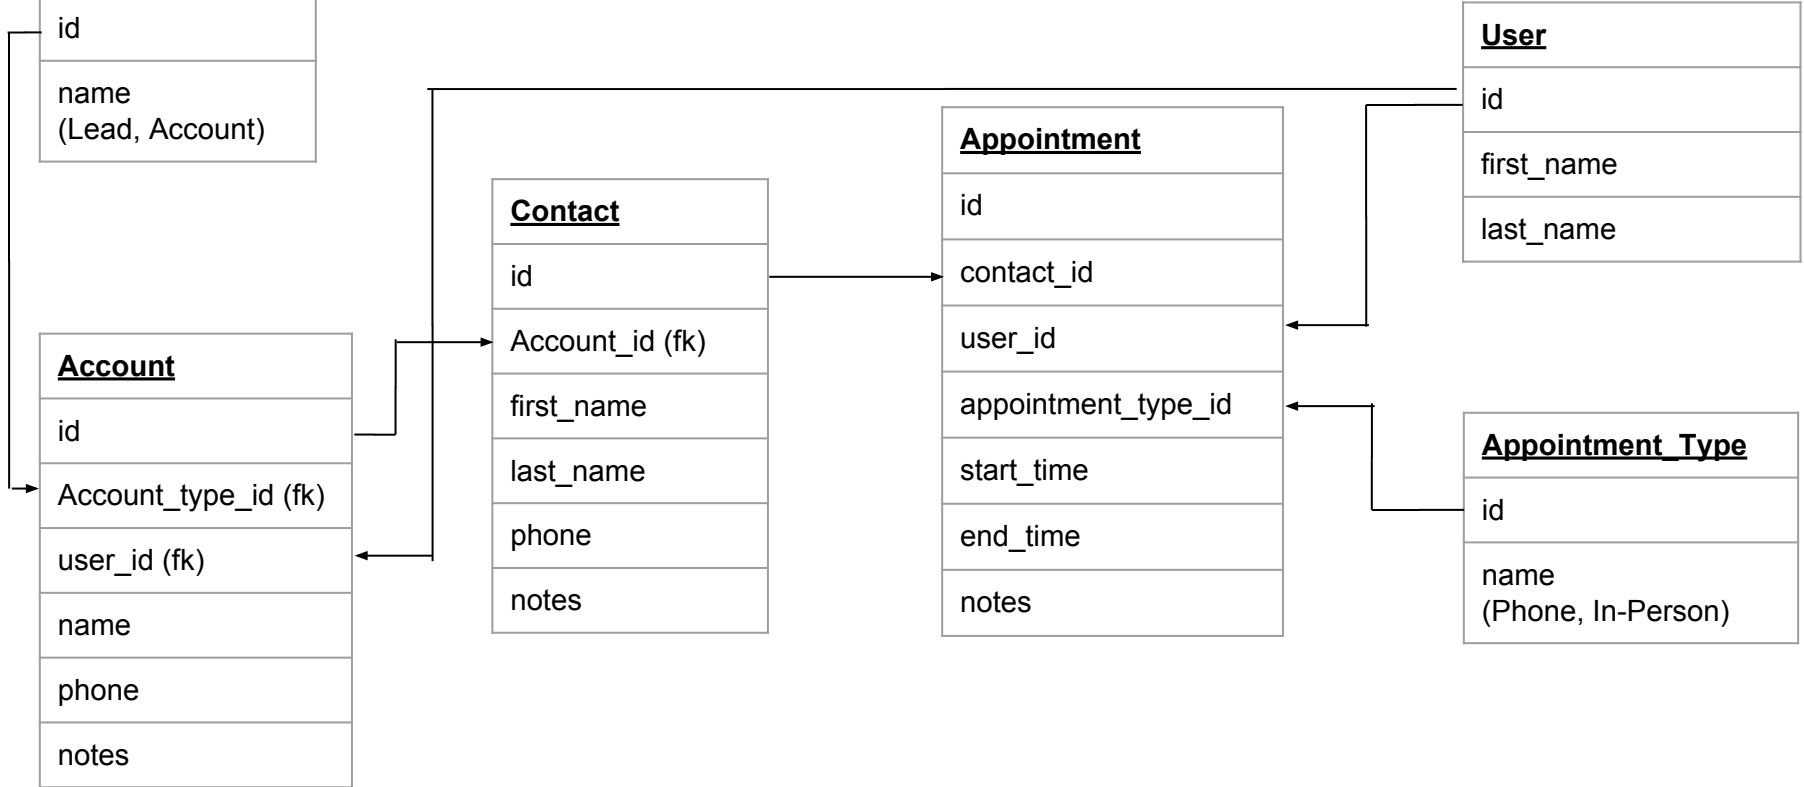 id
name
(Lead, Account)
Account
id
Account_type_id (fk)
user_id (fk)
name
phone
notes
Contact
id
Account_id (fk)
first_name
last_name
phone
notes
Appointment
id
contact_id
user_id
appointment_type_id
start_time
end_time
notes
User
id
first_name
last_name
Appointment_Type
id
name
(Phone, In-Person)